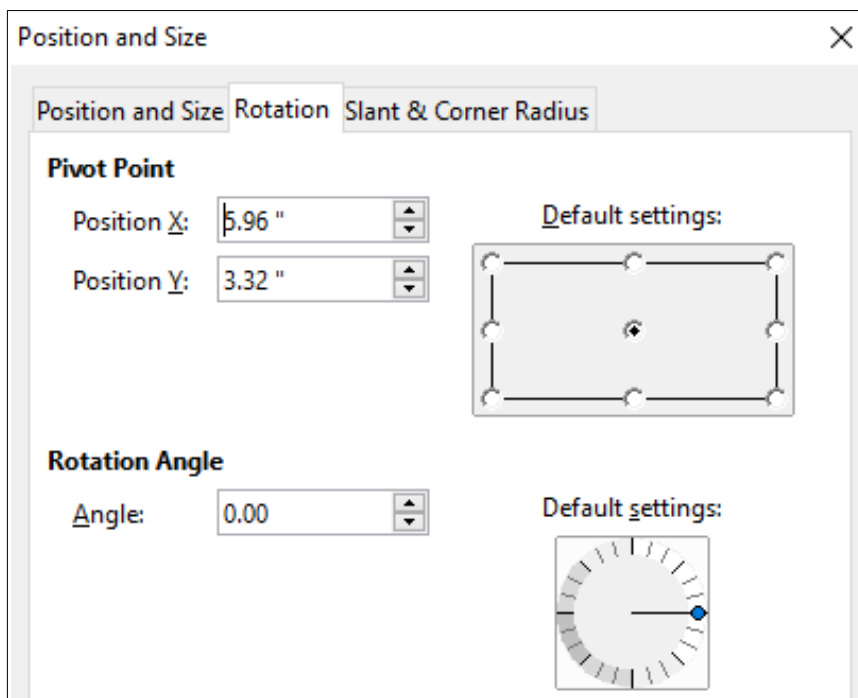 Position and Size
Position and Size Rotation Slant & Corner Radius
Pivot Point
Position X: 5.96 "
Default settings:
Position Y: 3.32 "
Rotation Angle
Angle: 0.00
Default settings: